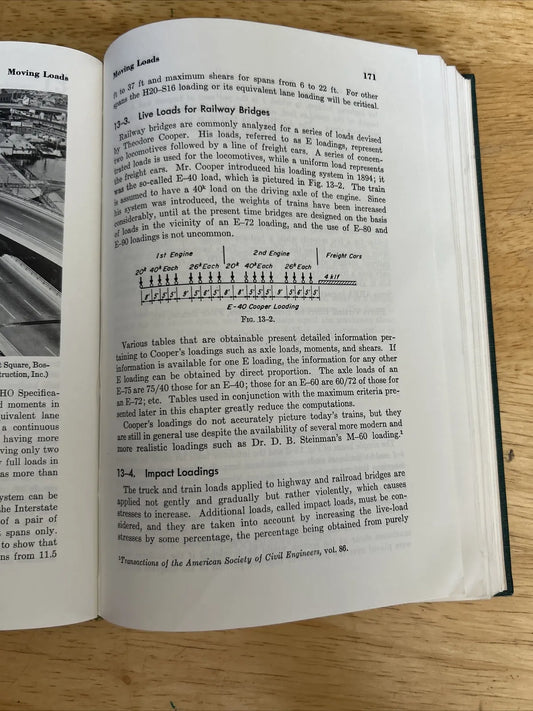 Moving Loads
t Square, Bos-
truction, Inc.)
HO Specifica-
d moments in
uivalent lane
a continuous
having more
ving only two
y full loads in
as more than
ystem can be
the Interstate
of a pair of
t spans only.
to show that
ns from 11.5
Moving Loads 171
ft to 37 ft and maximum shears for spans from 6 to 22 ft. For other
spans the H20–S16 loading or its equivalent lane loading will be critical.
13–3. Live Loads for Railway Bridges
Railway bridges are commonly analyzed for a series of loads devised
by Theodore Cooper. His loads, referred to as E loadings, represent
two locomotives followed by a line of freight cars. A series of concen-
trated loads is used for the locomotives, while a uniform load represents
the freight cars. Mr. Cooper introduced his loading system in 1894; it
was the so-called E–40 load, which is pictured in Fig. 13–2. The train
is assumed to have a 40ᵏ load on the driving axle of the engine. Since
his system was introduced, the weights of trains have been increased
considerably, until at the present time bridges are designed on the basis
of loads in the vicinity of an E–72 loading, and the use of E–80 and
E–90 loadings is not uncommon.
1st Engine 2nd Engine Freight Cars
20ᵏ 40ᵏ Each 26ᵏ Each 20ᵏ 40ᵏ Each 26ᵏ Each 4 klf
8' 5' 5' 5'
E–40 Cooper Loading
Fig. 13–2.
Various tables that are obtainable present detailed information per-
taining to Cooper's loadings such as axle loads, moments, and shears. If
information is available for one E loading, the information for any other
E loading can be obtained by direct proportion. The axle loads of an
E–75 are 75/40 those for an E–40; those for an E–60 are 60/72 of those for
an E–72; etc. Tables used in conjunction with the maximum criteria pre-
sented later in this chapter greatly reduce the computations.
Cooper's loadings do not accurately picture today's trains, but they
are still in general use despite the availability of several more modern and
more realistic loadings such as Dr. D. B. Steinman's M–60 loading.¹
13–4. Impact Loadings
The truck and train loads applied to highway and railroad bridges are
applied not gently and gradually but rather violently, which causes
stresses to increase. Additional loads, called impact loads, must be con-
sidered, and they are taken into account by increasing the live-load
stresses by some percentage, the percentage being obtained from purely
¹Transactions of the American Society of Civil Engineers, vol. 86.